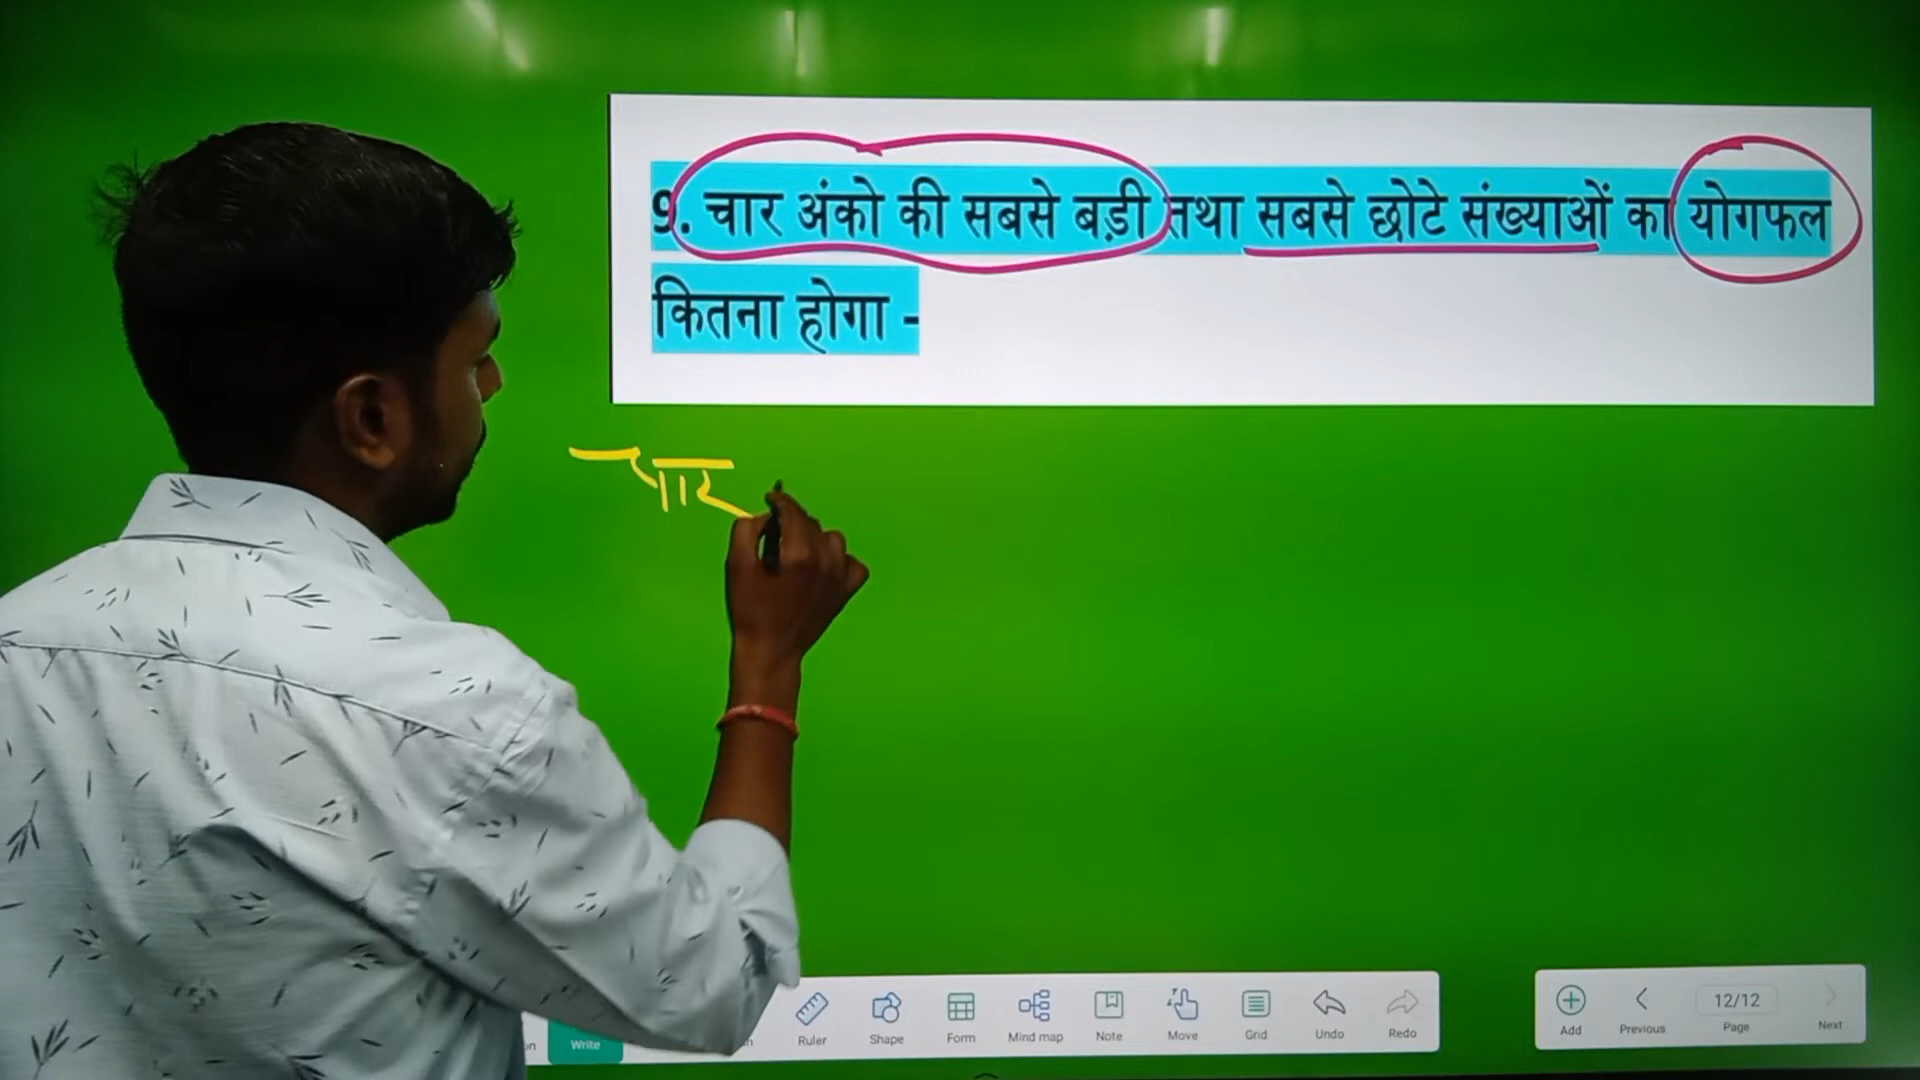 9. चार अंको की सबसे बड़ी तथा सबसे छोटे संख्याओं का योगफल
कितना होगा -
चार
Write
Ruler
Shape
Form
Mind map
Note
Move
Grid
Undo
Redo
Add
Previous
12/12
Page
Next